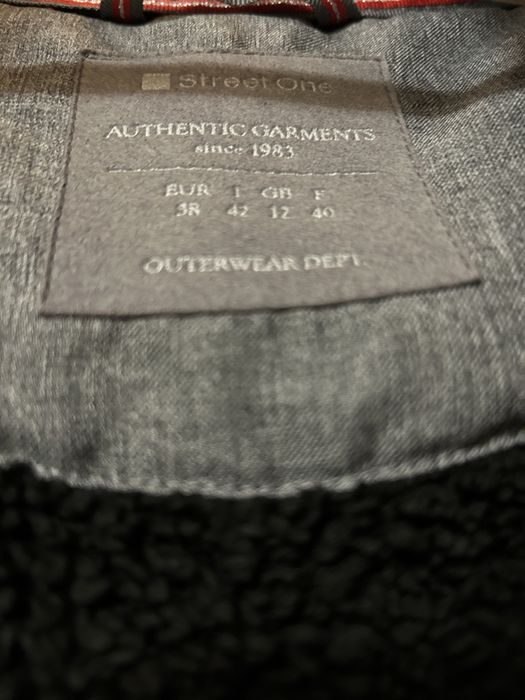 Street One
AUTHENTIC GARMENTS
since 1983
EUR I GB F
38 42 12 40
OUTERWEAR DEPT.